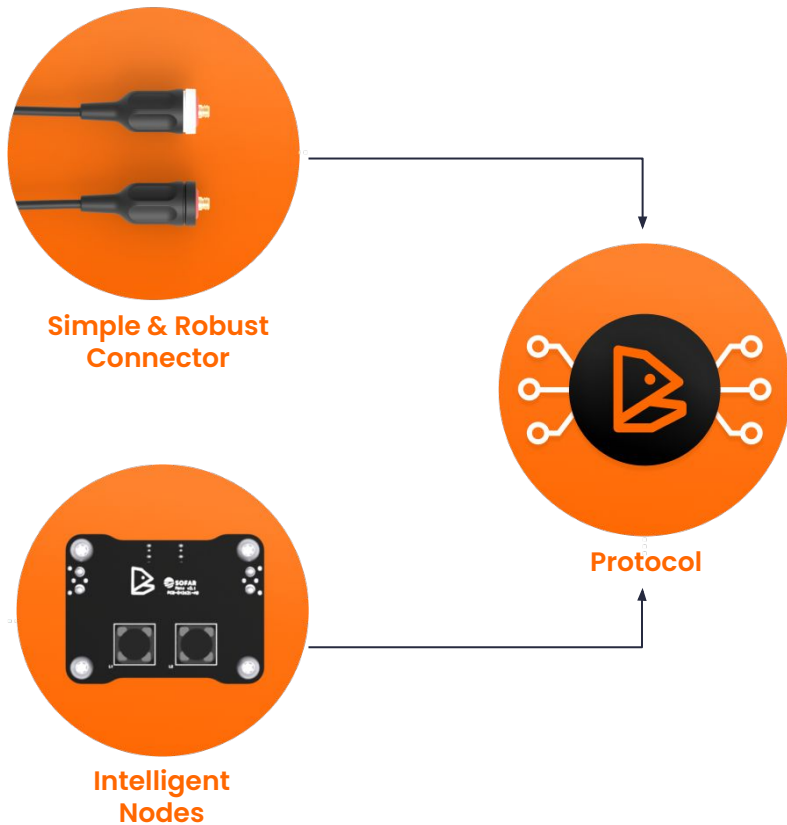 Simple & Robust
Connector
Protocol
SOFAR
Intelligent
Nodes